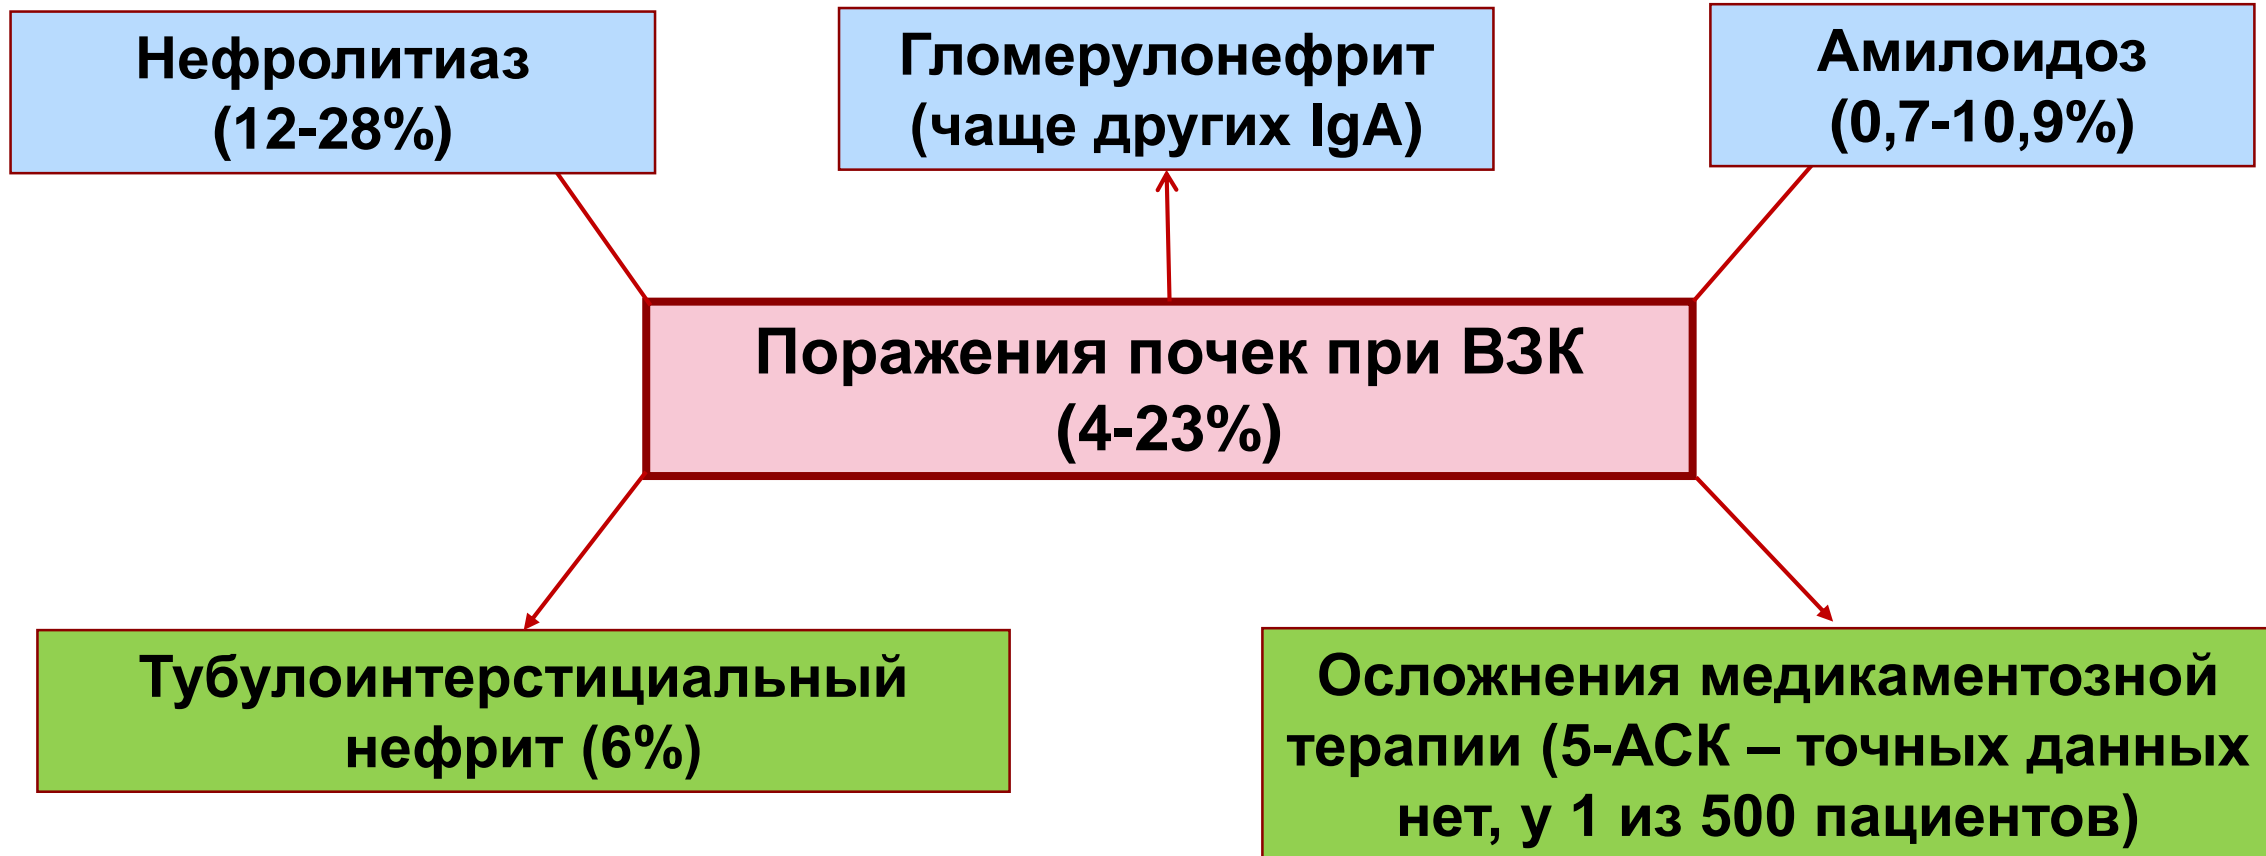 Нефролитиаз
(12-28%)
Гломерулонефрит
(чаще других IgA)
Амилоидоз
(0,7-10,9%)
Поражения почек при ВЗК
(4-23%)
Тубулоинтерстициальный
нефрит (6%)
Осложнения медикаментозной
терапии (5-АСК – точных данных
нет, у 1 из 500 пациентов)